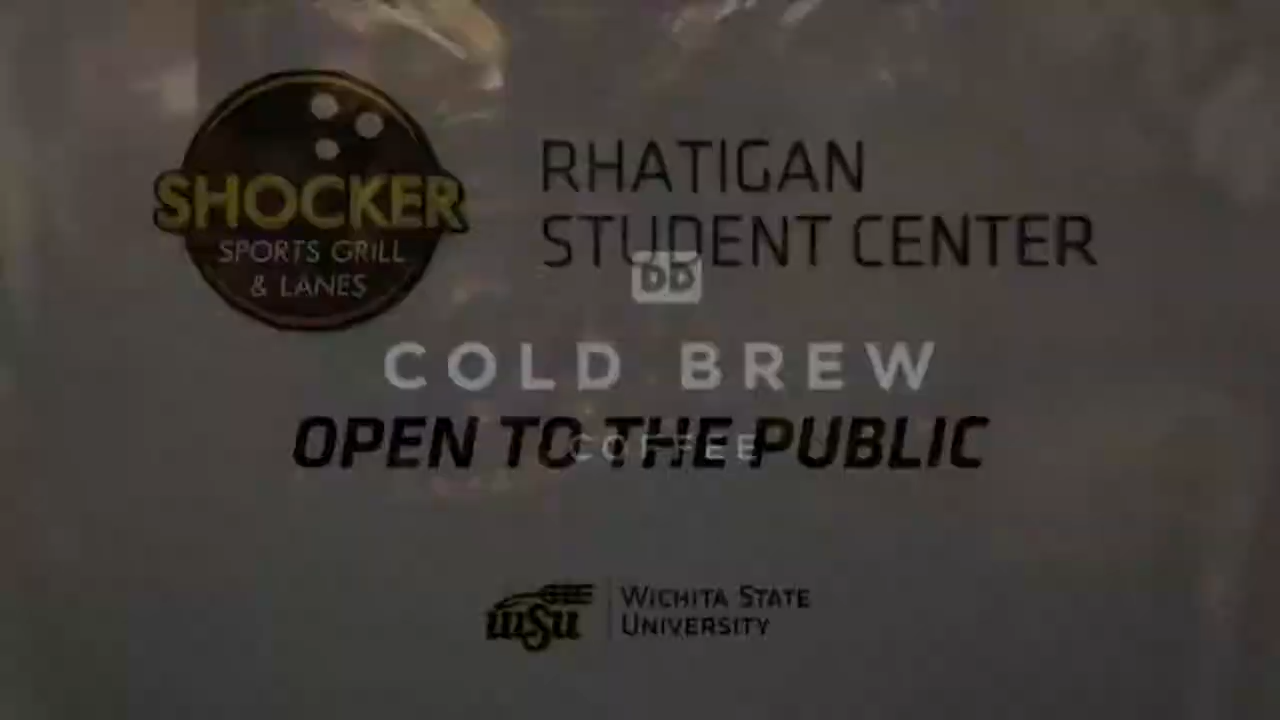 SHOCKER
SPORTS GRILL
& LANES
RHATIGAN
STUDENT CENTER
DD
COLD BREW
COFFEE
OPEN TO THE PUBLIC
wsu
WICHITA STATE
UNIVERSITY